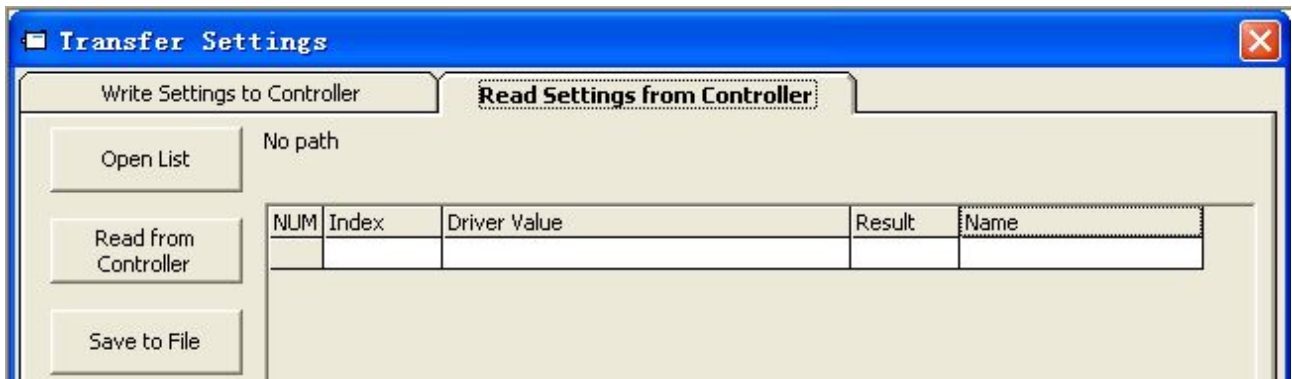 Transfer Settings
Write Settings to Controller
Read Settings from Controller
Open List
No path
NUM Index Driver Value Result Name
Read from
Controller
Save to File